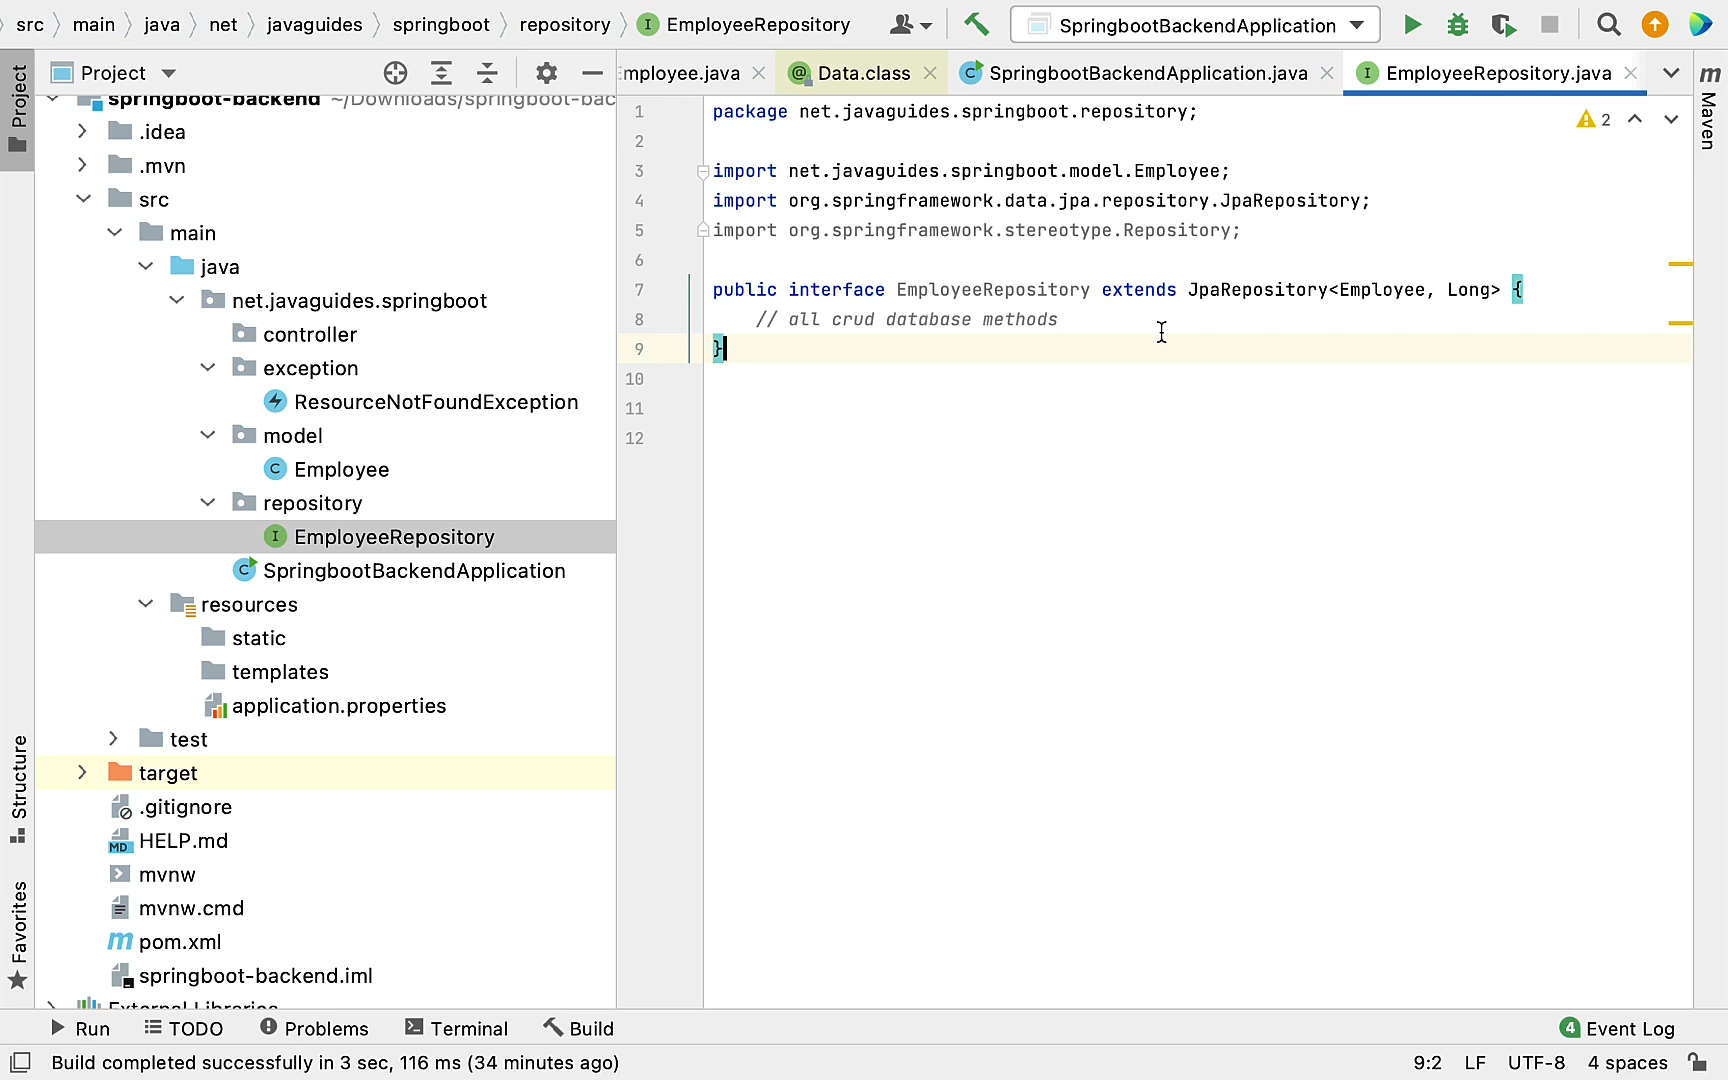 src main java net javaguides springboot repository EmployeeRepository SpringbootBackendApplication
Project
mployee.java Data.class SpringbootBackendApplication.java EmployeeRepository.java
Project
Maven
springboot-backend ~/Downloads/springboot-bac
.idea
.mvn
src
main
java
net.javaguides.springboot
controller
exception
ResourceNotFoundException
model
Employee
repository
EmployeeRepository
SpringbootBackendApplication
resources
static
templates
application.properties
test
target
.gitignore
HELP.md
mvnw
mvnw.cmd
pom.xml
springboot-backend.iml
External Libraries
Structure
Favorites
2
1 package net.javaguides.springboot.repository;
2
3 import net.javaguides.springboot.model.Employee;
4 import org.springframework.data.jpa.repository.JpaRepository;
5 import org.springframework.stereotype.Repository;
6
7 public interface EmployeeRepository extends JpaRepository<Employee, Long> {
8 // all crud database methods
9 }
10
11
12
Run TODO Problems Terminal Build 4 Event Log
Build completed successfully in 3 sec, 116 ms (34 minutes ago) 9:2 LF UTF-8 4 spaces